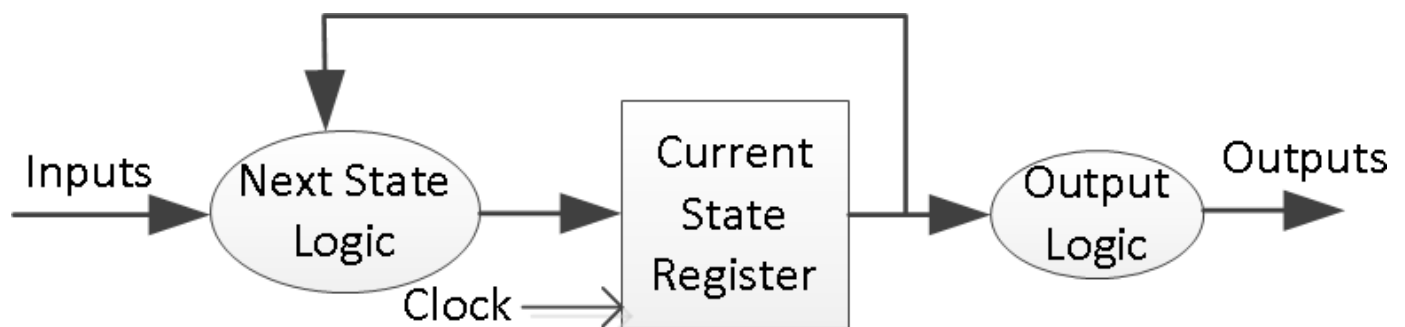 Inputs
Next State
Logic
Clock
Current
State
Register
Output
Logic
Outputs